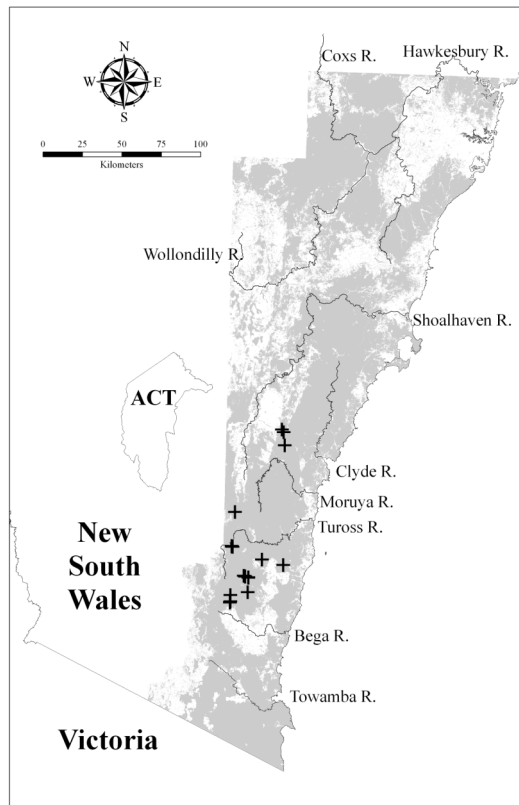 Coxs R.
Hawkesbury R.
N
W
E
S
0
25
50
75
100
Kilometers
Wollondilly R.
Shoalhaven R.
ACT
Clyde R.
Moruya R.
Tuross R.
New
South
Wales
Bega R.
Towamba R.
Victoria